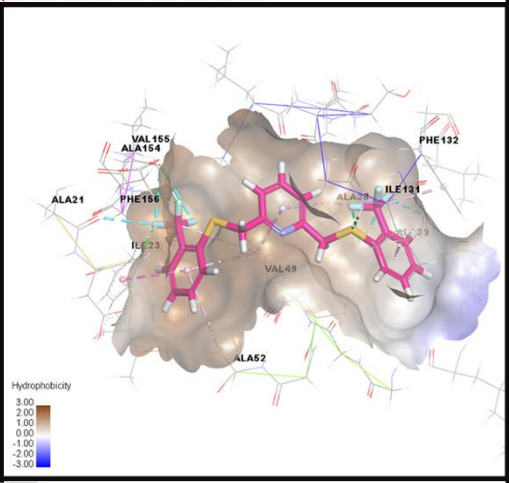 VAL155
ALA154
PHE132
ALA21
PHE156
ILE131
ILE23
VAL49
ALA52
Hydrophobicity
3.00
2.00
1.00
0.00
-1.00
-2.00
-3.00